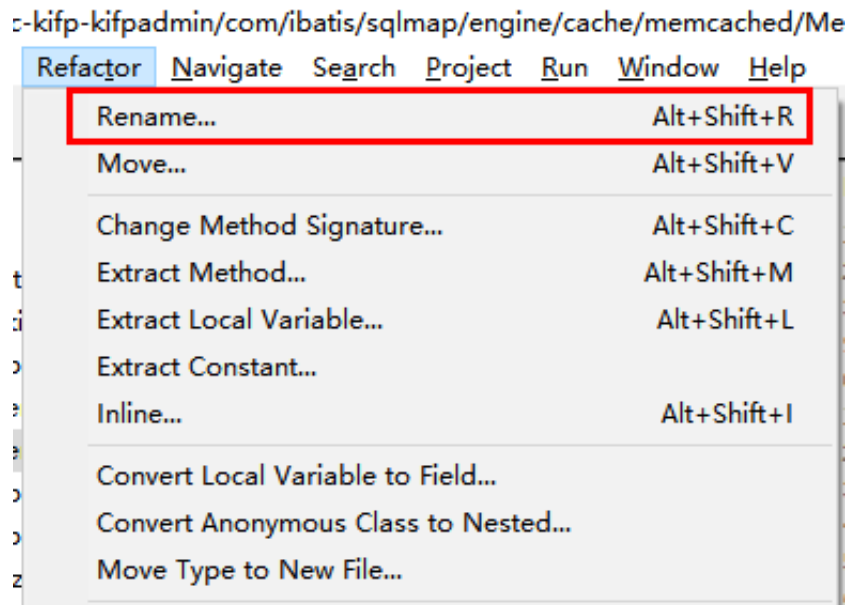 c-kifp-kifpadmin/com/ibatis/sqlmap/engine/cache/memcached/Me
Refactor Navigate Search Project Run Window Help
Rename... Alt+Shift+R
Move... Alt+Shift+V
Change Method Signature... Alt+Shift+C
Extract Method... Alt+Shift+M
Extract Local Variable... Alt+Shift+L
Extract Constant...
Inline... Alt+Shift+I
Convert Local Variable to Field...
Convert Anonymous Class to Nested...
Move Type to New File...